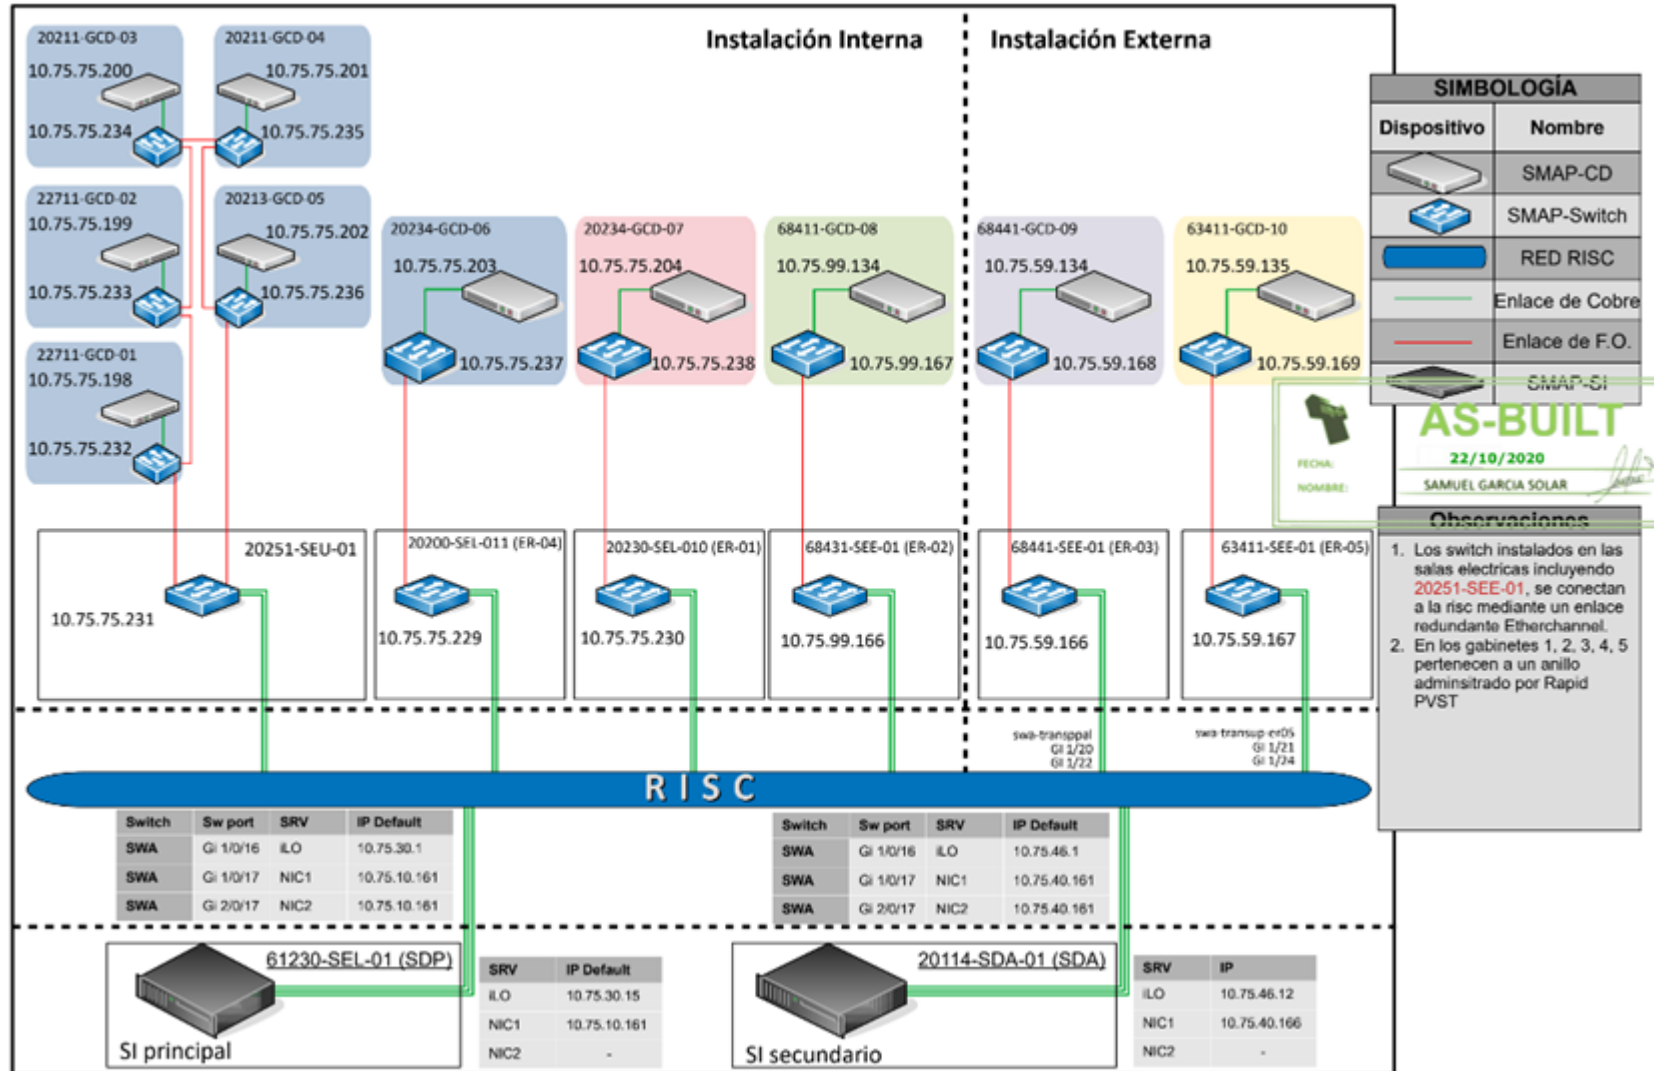 Instalación Interna
Instalación Externa
20211-GCD-03
10.75.75.200
10.75.75.234
20211-GCD-04
10.75.75.201
10.75.75.235
22711-GCD-02
10.75.75.199
10.75.75.233
20213-GCD-05
10.75.75.202
10.75.75.236
22711-GCD-01
10.75.75.198
10.75.75.232
20234-GCD-06
10.75.75.203
10.75.75.237
20234-GCD-07
10.75.75.204
10.75.75.238
68411-GCD-08
10.75.99.134
10.75.99.167
68441-GCD-09
10.75.59.134
10.75.59.168
63411-GCD-10
10.75.59.135
10.75.59.169
SIMBOLOGÍA
Dispositivo Nombre
SMAP-CD
SMAP-Switch
RED RISC
Enlace de Cobre
Enlace de F.O.
SMAP-SI
AS-BUILT
FECHA: 22/10/2020
NOMBRE: SAMUEL GARCIA SOLAR
Observaciones
1. Los switch instalados en las
salas electricas incluyendo
20251-SEE-01, se conectan
a la risc mediante un enlace
redundante Etherchannel.
2. En los gabinetes 1, 2, 3, 4, 5
pertenecen a un anillo
adminsitrado por Rapid
PVST
20251-SEU-01
10.75.75.231
20200-SEL-011 (ER-04)
10.75.75.229
20230-SEL-010 (ER-01)
10.75.75.230
68431-SEE-01 (ER-02)
10.75.99.166
68441-SEE-01 (ER-03)
10.75.59.166
63411-SEE-01 (ER-05)
10.75.59.167
swa-transppal
GI 1/20
GI 1/22
swa-transup-er05
GI 1/21
GI 1/24
RISC
Switch Sw port SRV IP Default
SWA Gi 1/0/16 iLO 10.75.30.1
SWA Gi 1/0/17 NIC1 10.75.10.161
SWA Gi 2/0/17 NIC2 10.75.10.161
Switch Sw port SRV IP Default
SWA Gi 1/0/16 iLO 10.75.46.1
SWA Gi 1/0/17 NIC1 10.75.40.161
SWA Gi 2/0/17 NIC2 10.75.40.161
61230-SEL-01 (SDP)
SI principal
SRV IP Default
iLO 10.75.30.15
NIC1 10.75.10.161
NIC2 -
20114-SDA-01 (SDA)
SI secundario
SRV IP
iLO 10.75.46.12
NIC1 10.75.40.166
NIC2 -